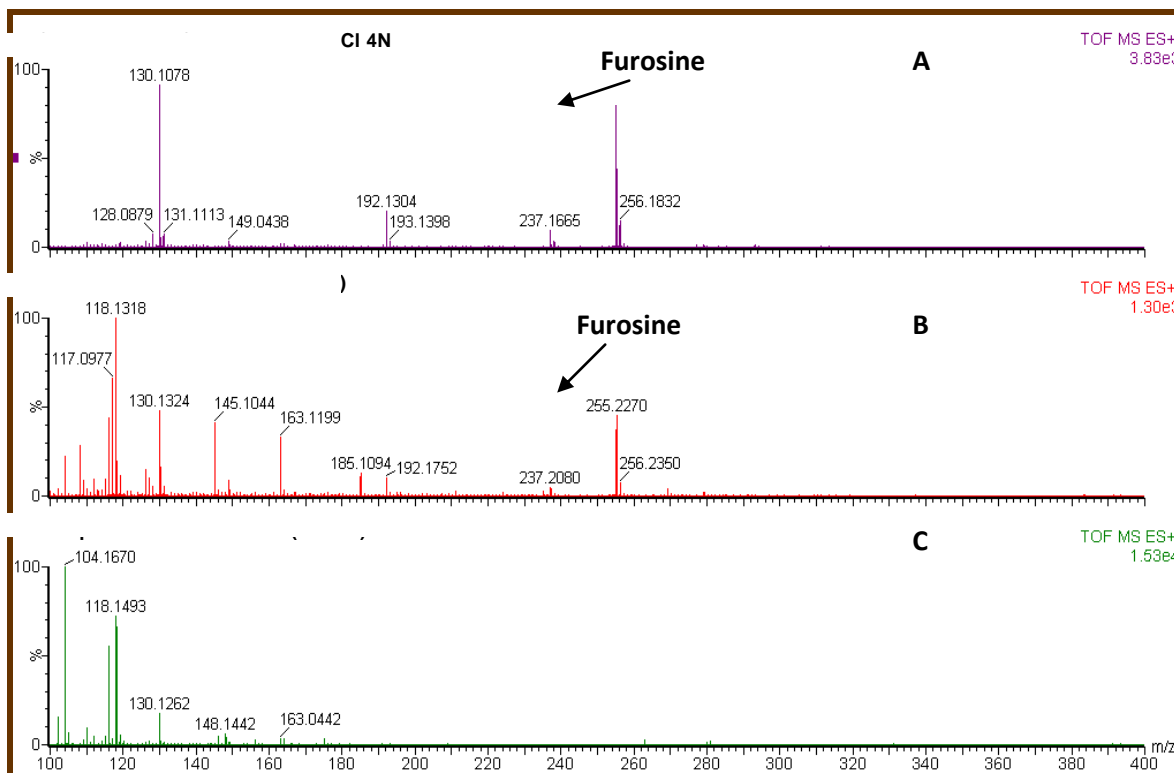 CI 4N
Furosine
A
TOF MS ES+
3.83e3
100
%
0
130.1078
128.0879
131.1113
149.0438
192.1304
193.1398
237.1665
256.1832
)
Furosine
B
TOF MS ES+
1.30e3
100
%
0
118.1318
117.0977
130.1324
145.1044
163.1199
185.1094
192.1752
237.2080
255.2270
256.2350
C
TOF MS ES+
1.53e4
100
%
0
104.1670
118.1493
130.1262
148.1442
163.0442
m/z
100 120 140 160 180 200 220 240 260 280 300 320 340 360 380 400